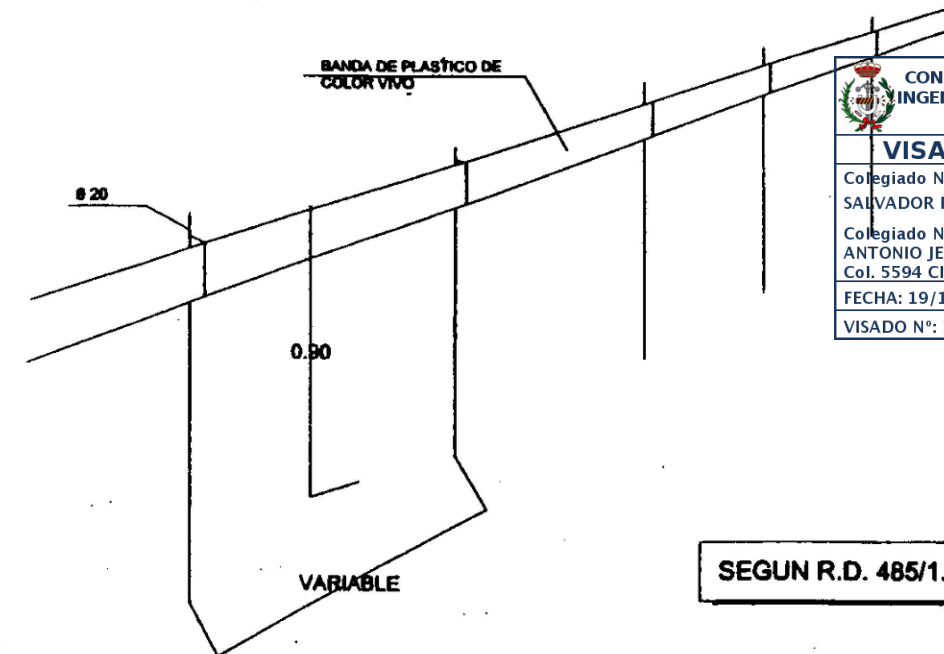 BANDA DE PLASTICO DE
COLOR VIVO
ø 20
0.90
VARIABLE
SEGUN R.D. 485/1.
CON
INGE
VISA
Colegiado N
SALVADOR
Colegiado N
ANTONIO JE
Col. 5594 C
FECHA: 19/1
VISADO Nº: